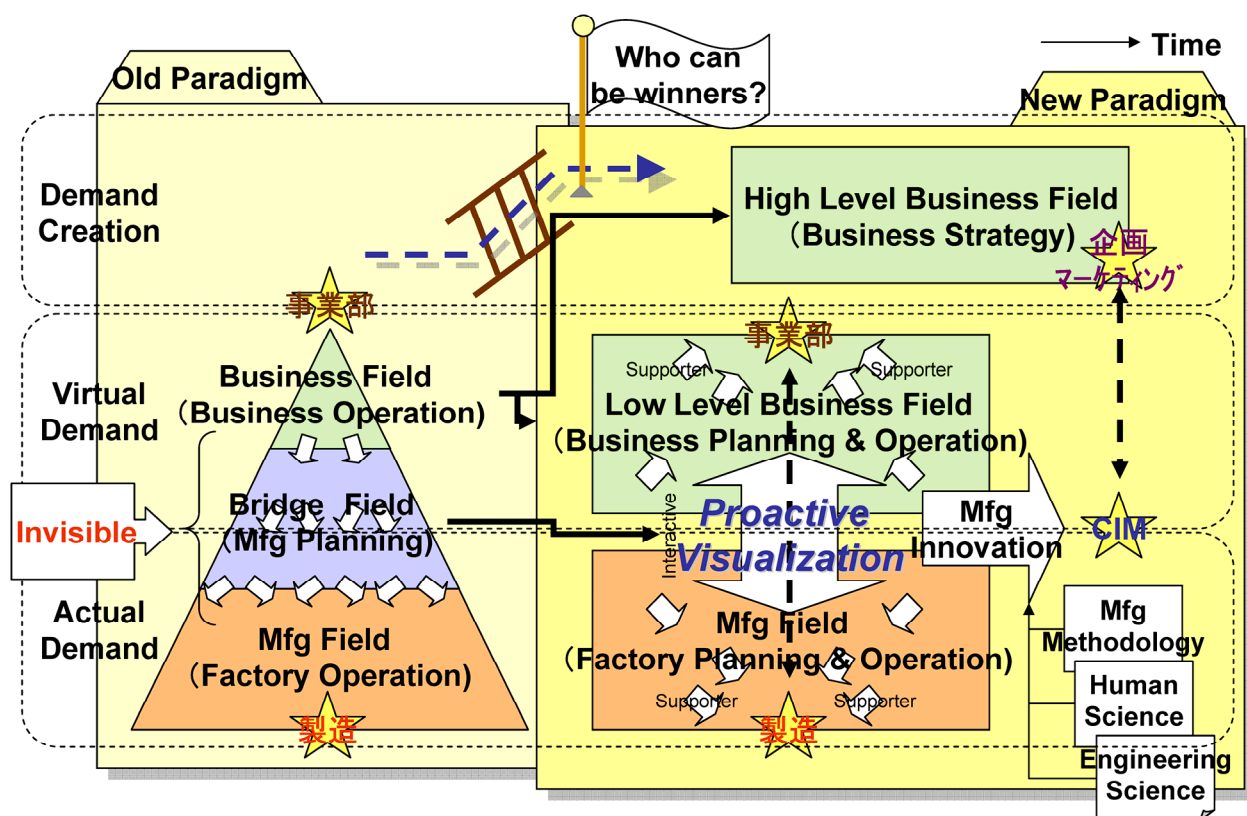 Old Paradigm
Who can
be winners?
Time
New Paradigm
Demand
Creation
High Level Business Field
（Business Strategy)
企画
マーケティング
事業部
事業部
Virtual
Demand
Business Field
（Business Operation)
Supporter
Supporter
Low Level Business Field
（Business Planning & Operation)
Invisible
Bridge Field
（Mfg Planning)
Interactive
Proactive
Visualization
Mfg
Innovation
CIM
Actual
Demand
Mfg Field
（Factory Operation)
製造
Mfg Field
（Factory Planning & Operation)
Supporter
Supporter
製造
Mfg
Methodology
Human
Science
Engineering
Science